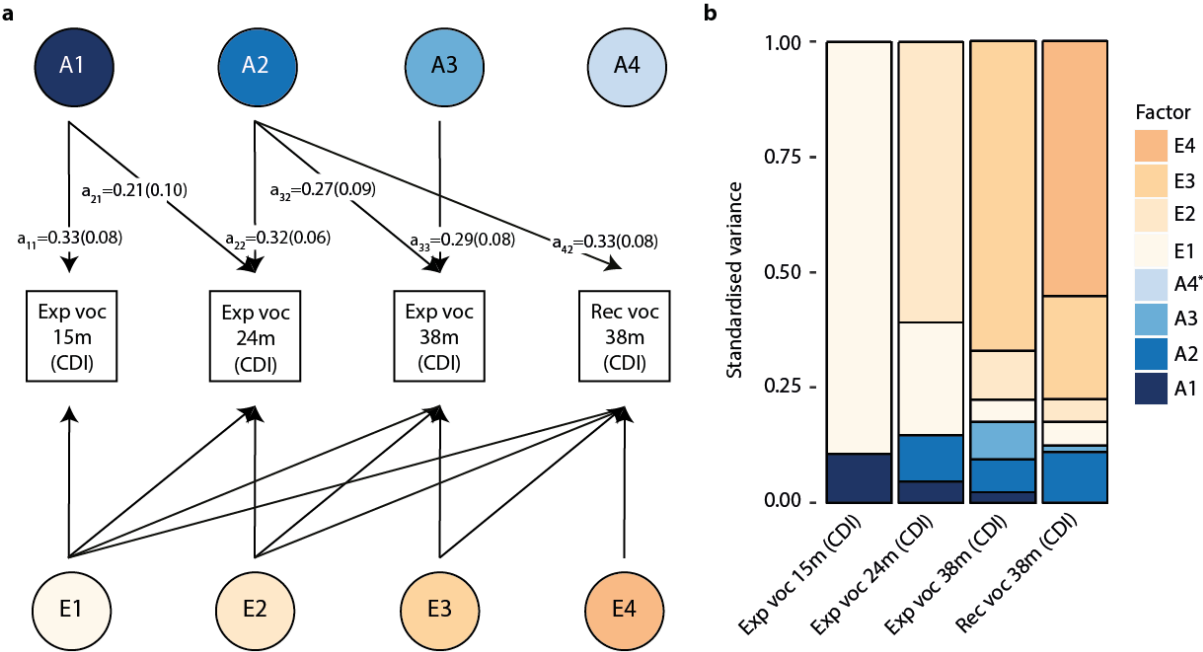 a
A1
A2
A3
A4
a21=0.21(0.10)
a32=0.27(0.09)
a11=0.33(0.08)
a22=0.32(0.06)
a33=0.29(0.08)
a42=0.33(0.08)
Exp voc
15m
(CDI)
Exp voc
24m
(CDI)
Exp voc
38m
(CDI)
Rec voc
38m
(CDI)
E1
E2
E3
E4
b
Standardised variance
1.00
0.75
0.50
0.25
0.00
Exp voc 15m (CDI)
Exp voc 24m (CDI)
Exp voc 38m (CDI)
Rec voc 38m (CDI)
Factor
E4
E3
E2
E1
A4*
A3
A2
A1